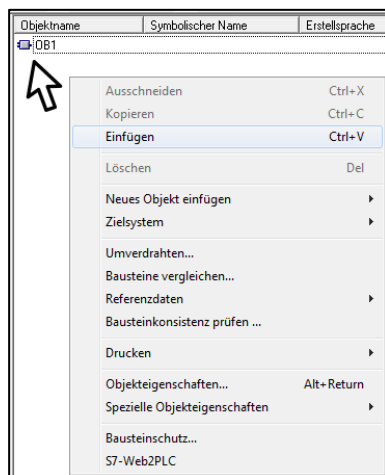 Objektname Symbolischer Name Erstellsprache
OB1
Ausschneiden Ctrl+X
Kopieren Ctrl+C
Einfügen Ctrl+V
Löschen Del
Neues Objekt einfügen
Zielsystem
Umverdrahten...
Bausteine vergleichen...
Referenzdaten
Bausteinkonsistenz prüfen ...
Drucken
Objekteigenschaften... Alt+Return
Spezielle Objekteigenschaften
Bausteinschutz...
S7-Web2PLC